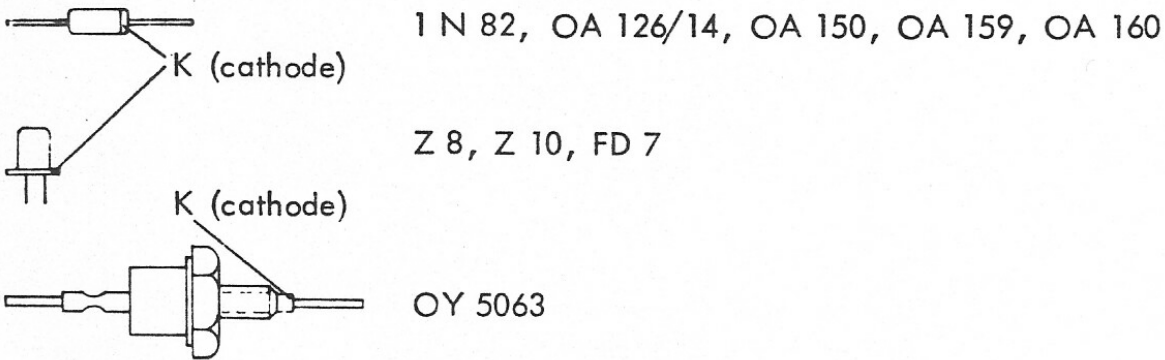 1 N 82, OA 126/14, OA 150, OA 159, OA 160
K (cathode)
Z 8, Z 10, FD 7
K (cathode)
OY 5063